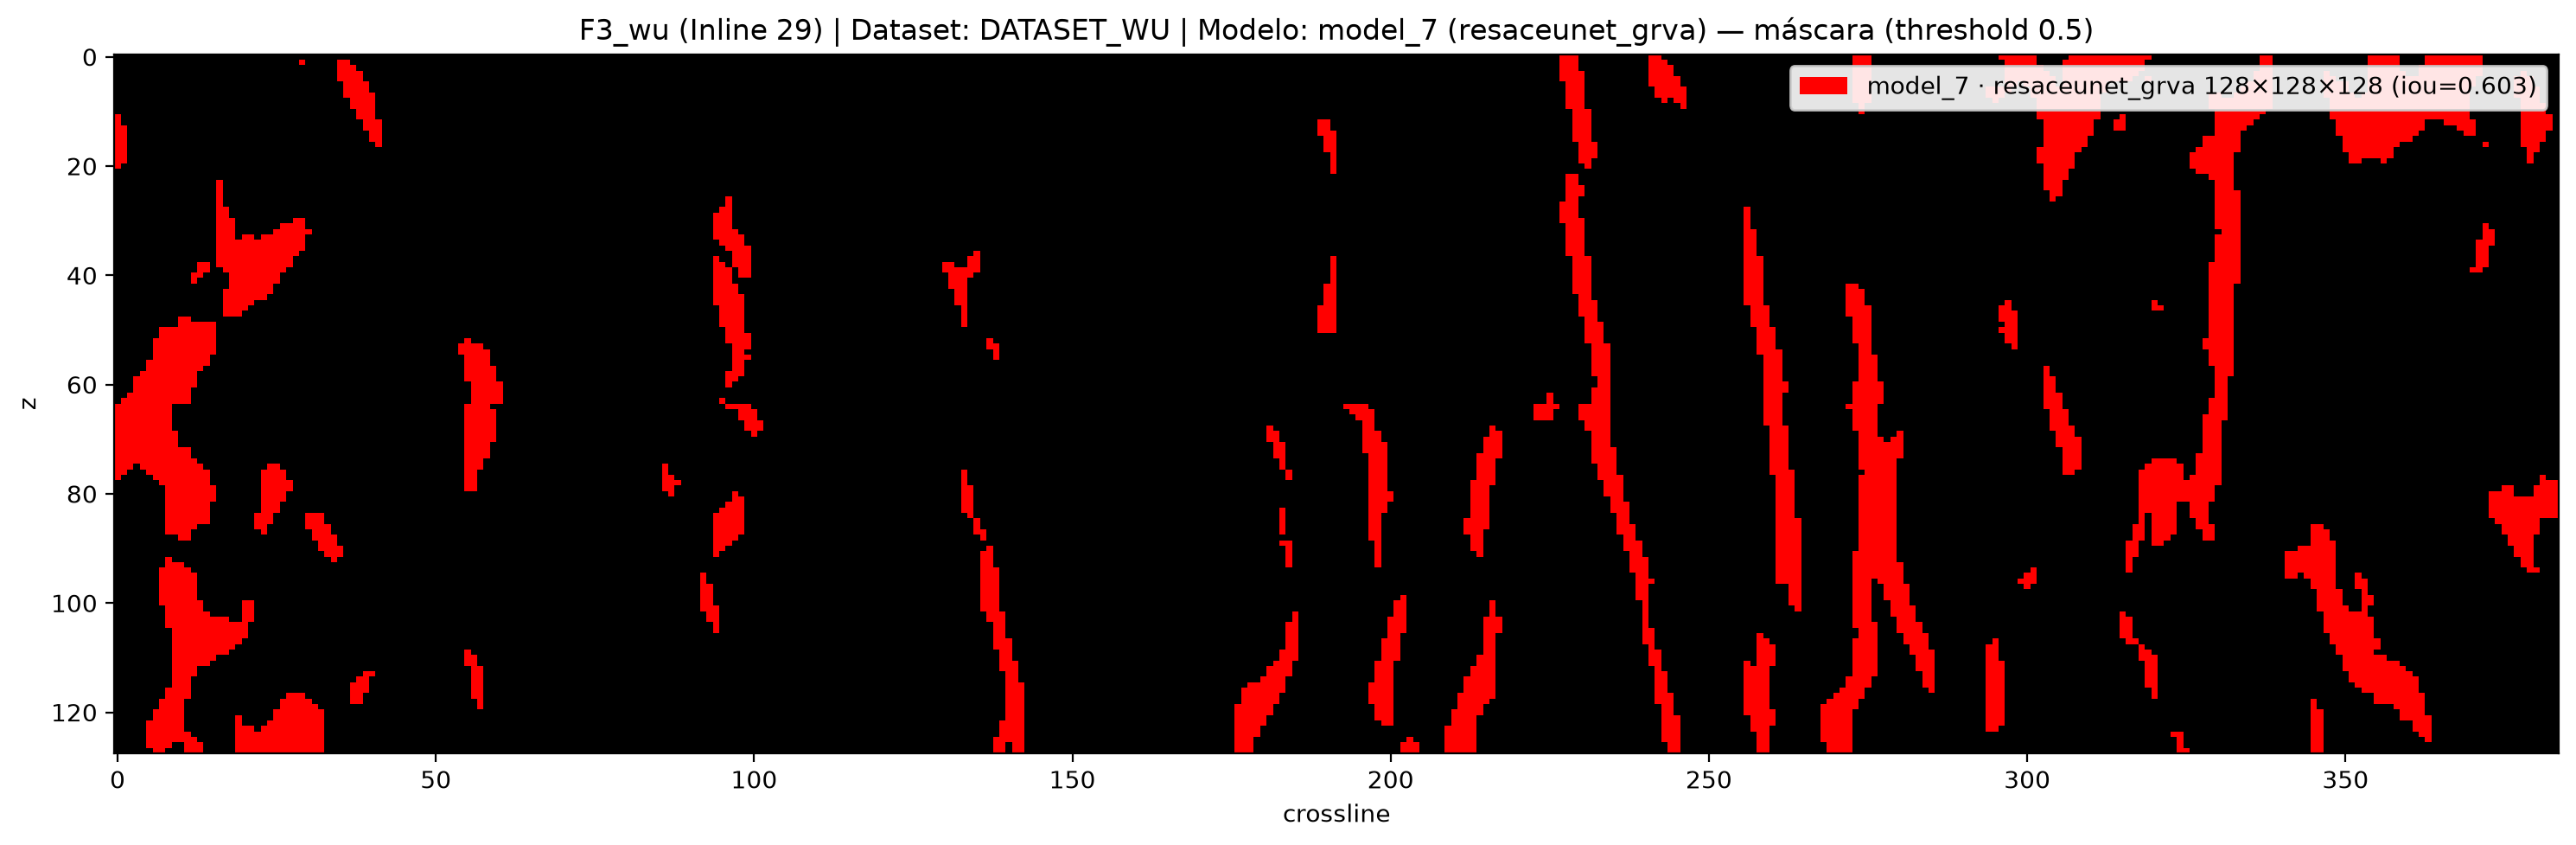 F3_wu (Inline 29) | Dataset: DATASET_WU | Modelo: model_7 (resaceunet_grva) — máscara (threshold 0.5)
model_7 · resaceunet_grva 128×128×128 (iou=0.603)
0
20
40
60
80
100
120
z
0 50 100 150 200 250 300 350
crossline